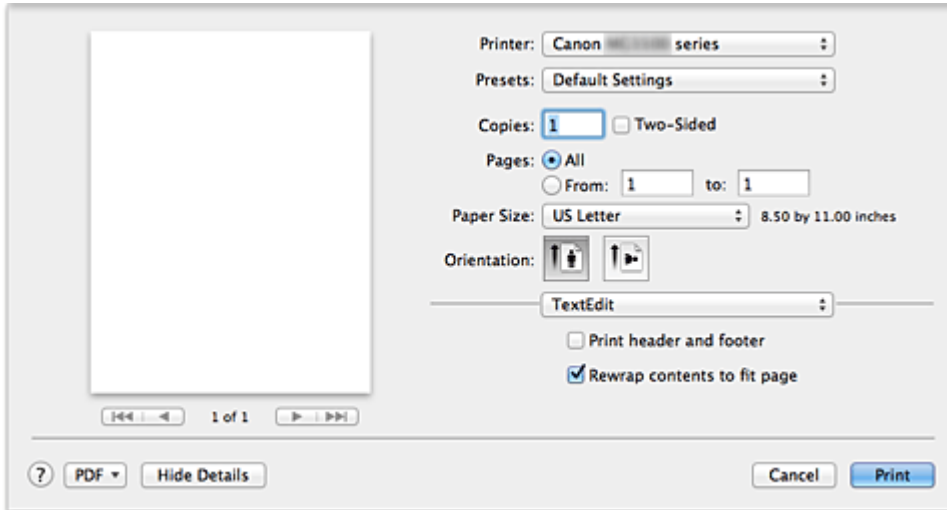 Printer: Canon series
Presets: Default Settings
Copies: 1 Two-Sided
Pages: All
From: 1 to: 1
Paper Size: US Letter 8.50 by 11.00 inches
Orientation:
TextEdit
Print header and footer
Rewrap contents to fit page
1 of 1
? PDF Hide Details Cancel Print